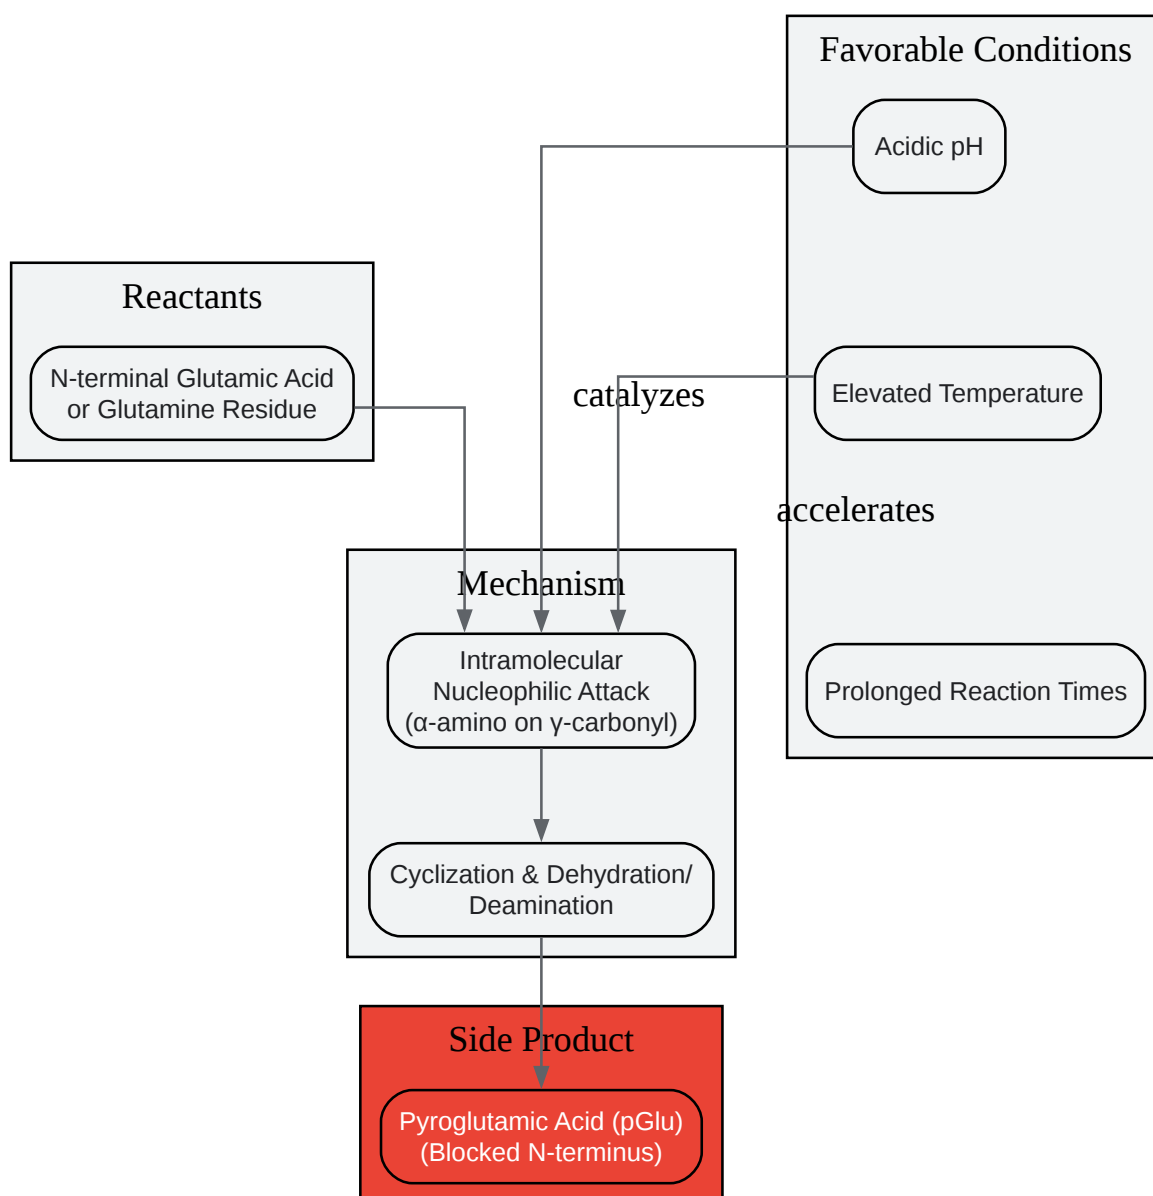 Favorable Conditions
Acidic pH
Reactants
N-terminal Glutamic Acid
or Glutamine Residue
catalyzes
Elevated Temperature
accelerates
Mechanism
Intramolecular
Nucleophilic Attack
(α-amino on γ-carbonyl)
Prolonged Reaction Times
Cyclization & Dehydration/
Deamination
Side Product
Pyroglutamic Acid (pGlu)
(Blocked N-terminus)